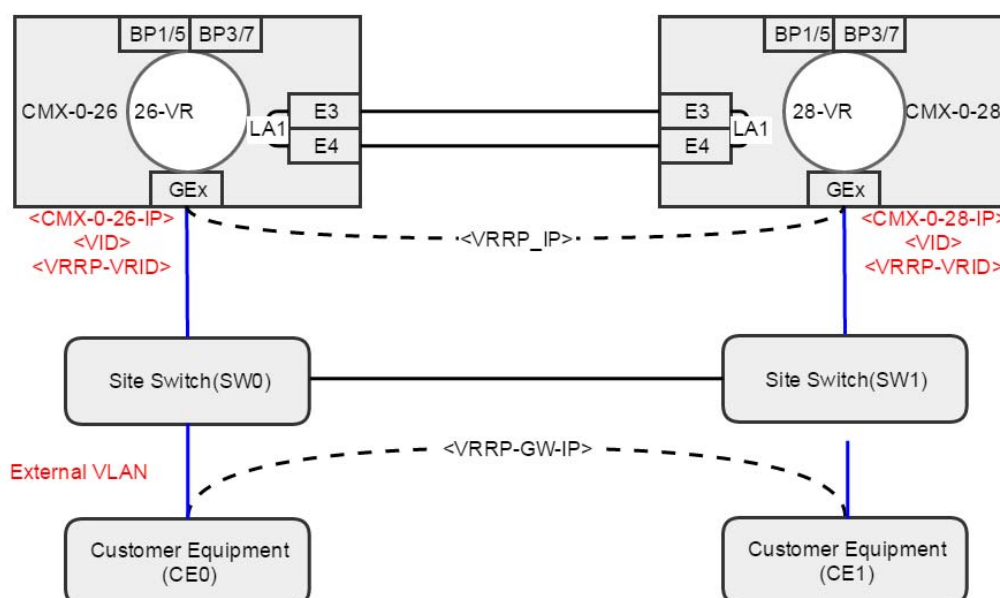 BP1/5 BP3/7 BP1/5 BP3/7
CMX-0-26 26-VR LA1 E3 E3 LA1 28-VR CMX-0-28
E4 E4
GEx GEx
<CMX-0-26-IP> <VRRP_IP> <CMX-0-28-IP>
<VID> <VID>
<VRRP-VRID> <VRRP-VRID>
Site Switch(SW0) Site Switch(SW1)
External VLAN <VRRP-GW-IP>
Customer Equipment Customer Equipment
(CE0) (CE1)